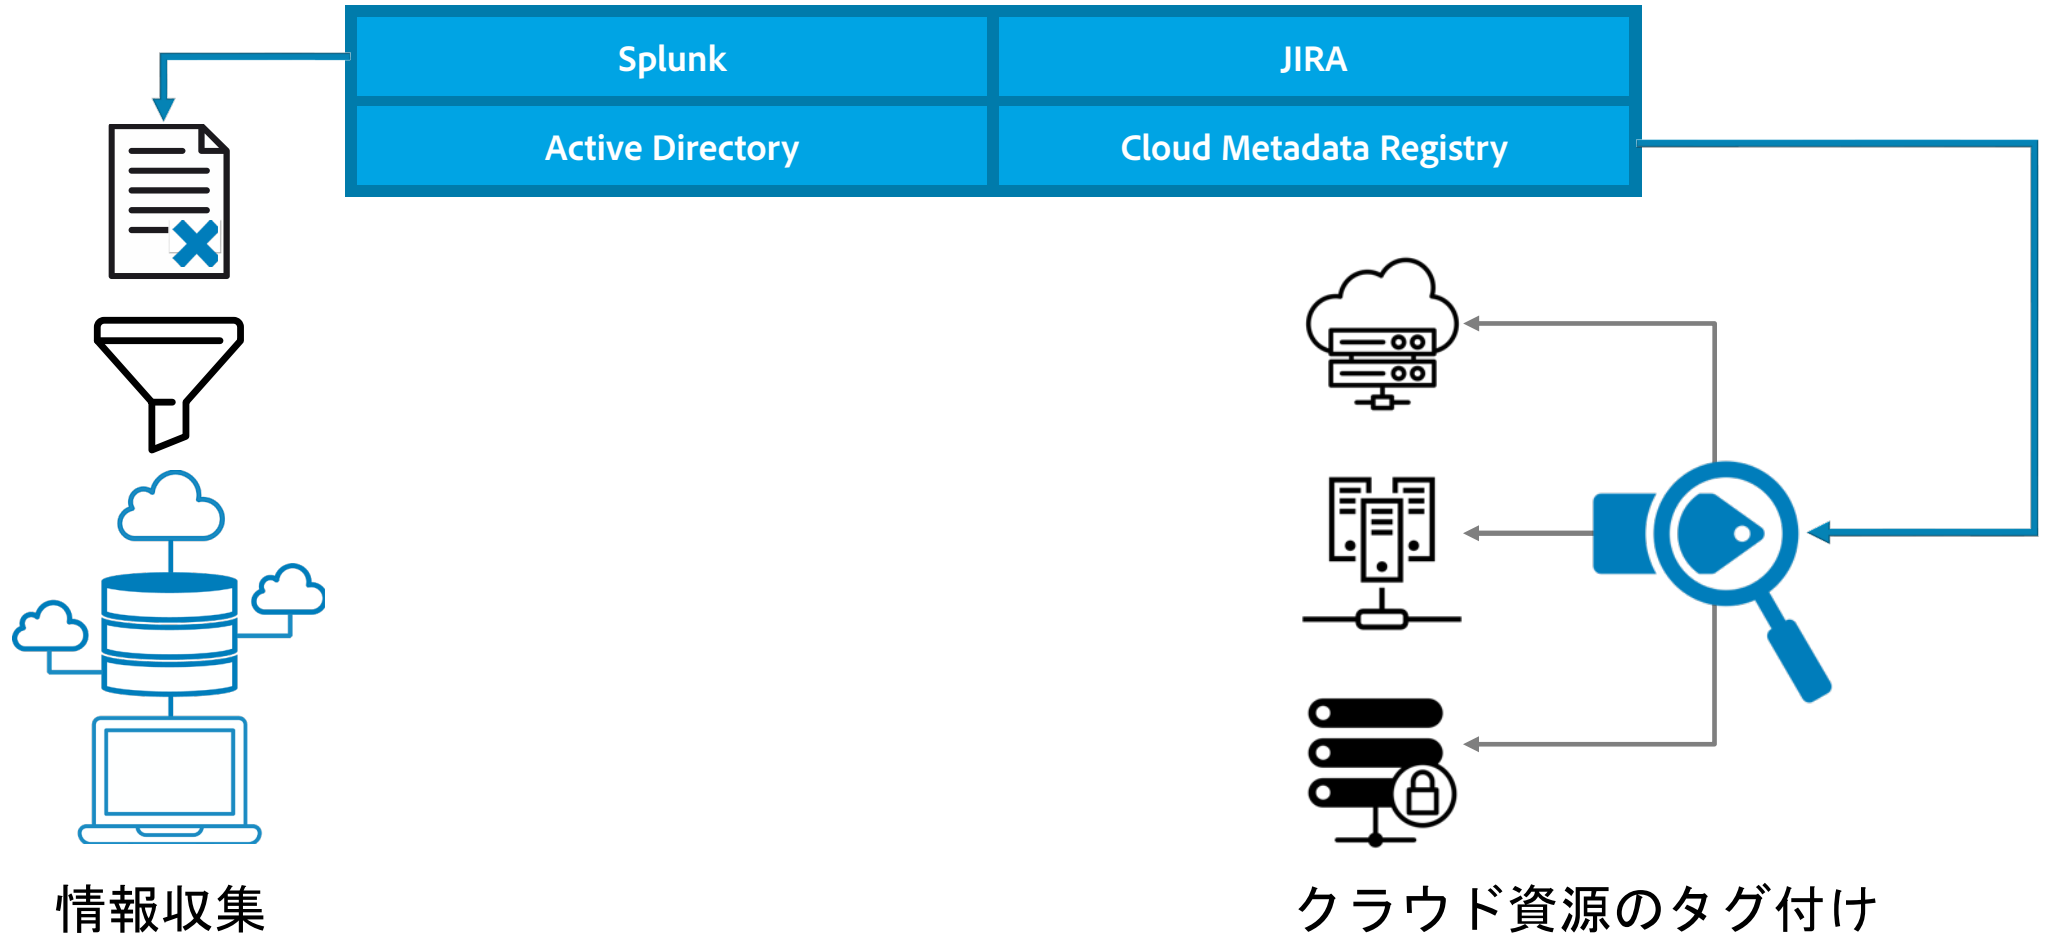 Splunk
JIRA
Active Directory
Cloud Metadata Registry
情報収集
クラウド資源のタグ付け